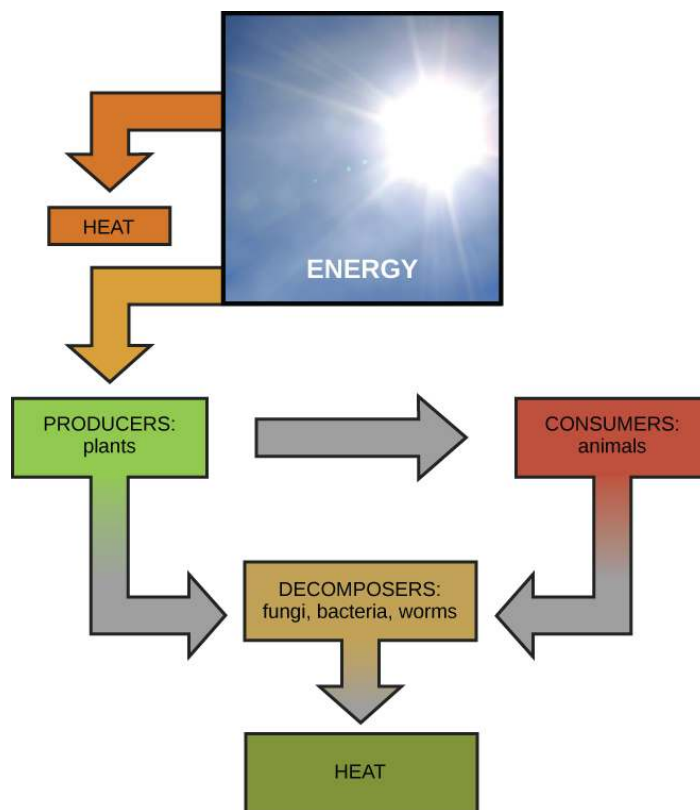 ENERGY
HEAT
PRODUCERS:
plants
CONSUMERS:
animals
DECOMPOSERS:
fungi, bacteria, worms
HEAT